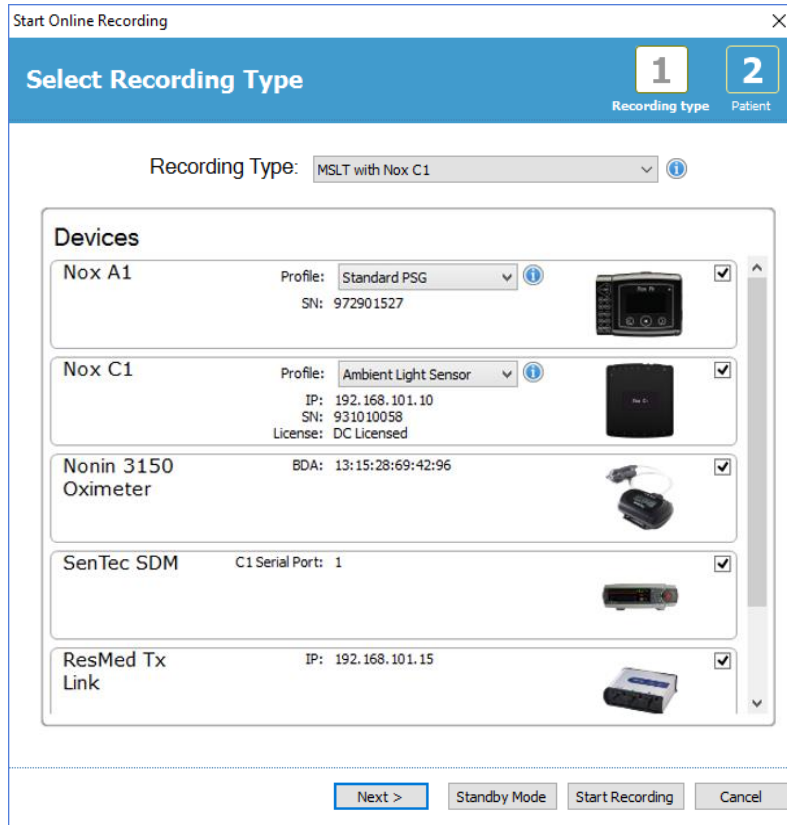 Start Online Recording
Select Recording Type
1
Recording type
2
Patient
Recording Type: MSLT with Nox C1
Devices
Nox A1
Profile: Standard PSG
SN: 972901527
Nox C1
Profile: Ambient Light Sensor
IP: 192.168.101.10
SN: 931010058
License: DC Licensed
Nonin 3150
Oximeter
BDA: 13:15:28:69:42:96
SenTec SDM
C1 Serial Port: 1
ResMed Tx
Link
IP: 192.168.101.15
Next >
Standby Mode
Start Recording
Cancel